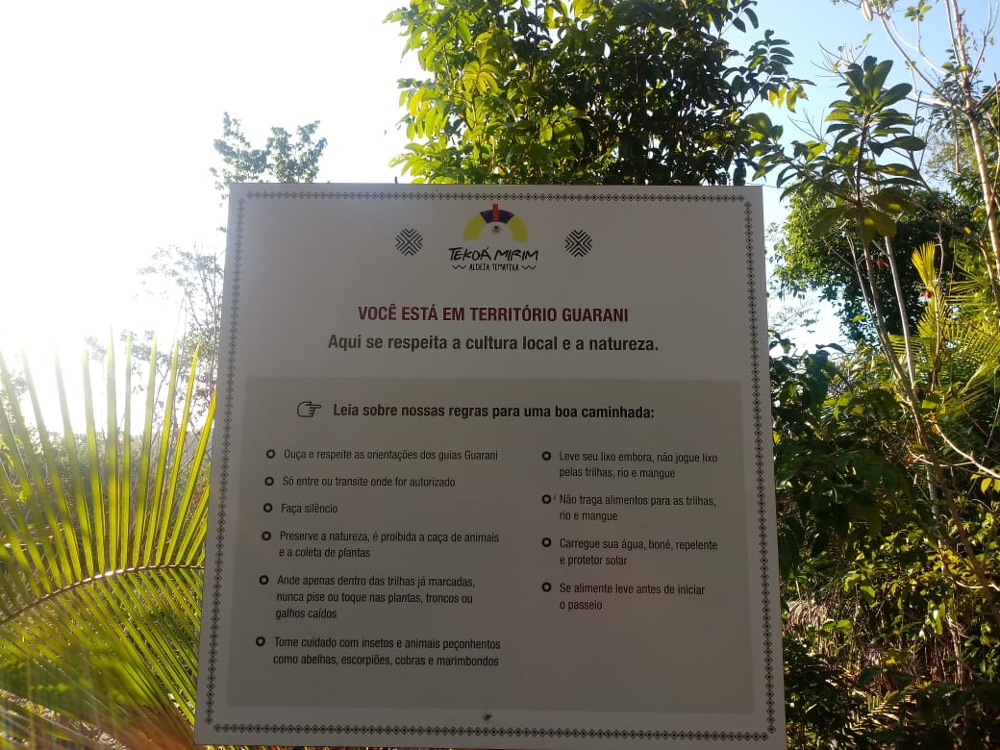 TEKOÁ MIRIM
ALDEIA TEMÁTIKA
VOCÊ ESTÁ EM TERRITÓRIO GUARANI
Aqui se respeita a cultura local e a natureza.
Leia sobre nossas regras para uma boa caminhada:
Ouça e respeite as orientações dos guias Guarani
Só entre ou transite onde for autorizado
Faça silêncio
Preserve a natureza, é proibida a caça de animais
e a coleta de plantas
Ande apenas dentro das trilhas já marcadas,
nunca pise ou toque nas plantas, troncos ou
galhos caídos
Tome cuidado com insetos e animais peçonhentos
como abelhas, escorpiões, cobras e marimbondos
Leve seu lixo embora, não jogue lixo
pelas trilhas, rio e mangue
Não traga alimentos para as trilhas,
rio e mangue
Carregue sua água, boné, repelente
e protetor solar
Se alimente leve antes de iniciar
o passeio